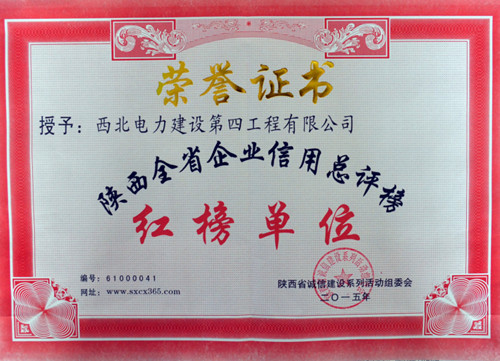 荣誉证书
授予：西北电力建设第四工程有限公司
陕西全省企业信用总评榜
红榜单位
编号：61000041
网址：www.sxcx365.com
陕西省诚信建设系列活动组委会
二〇一五年